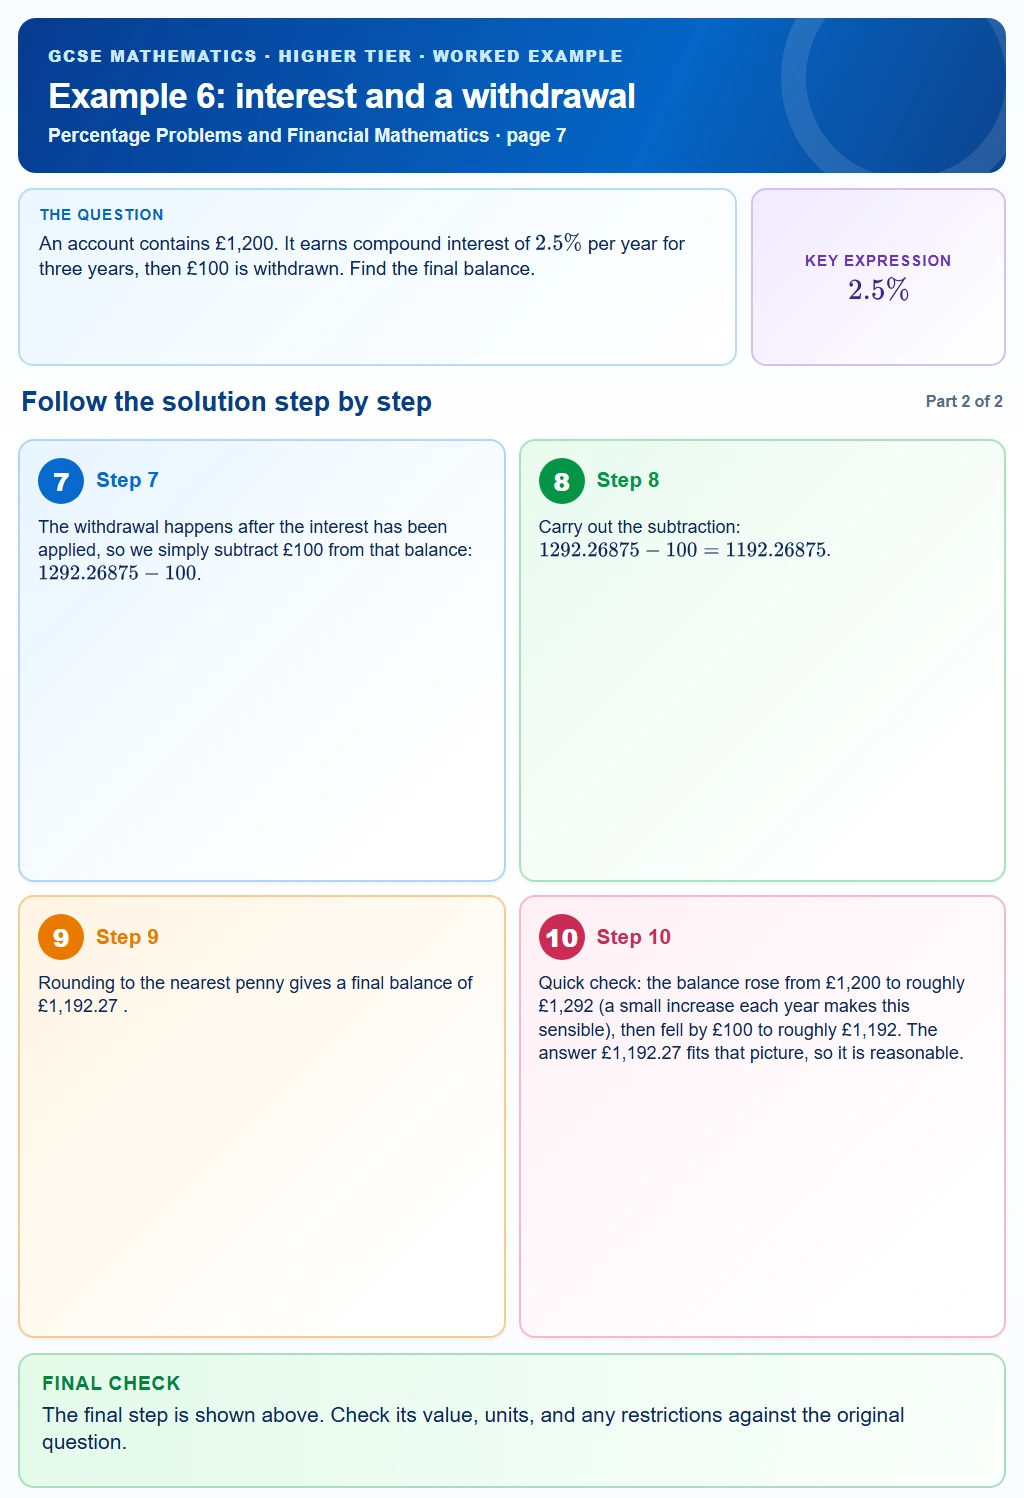 GCSE MATHEMATICS · HIGHER TIER · WORKED EXAMPLE
Example 6: interest and a withdrawal
Percentage Problems and Financial Mathematics · page 7
THE QUESTION
An account contains £1,200. It earns compound interest of 2.5% per year for
three years, then £100 is withdrawn. Find the final balance.
KEY EXPRESSION
2.5%
Follow the solution step by step
Part 2 of 2
7 Step 7
The withdrawal happens after the interest has been
applied, so we simply subtract £100 from that balance:
1292.26875 − 100.
8 Step 8
Carry out the subtraction:
1292.26875 − 100 = 1192.26875.
9 Step 9
Rounding to the nearest penny gives a final balance of
£1,192.27 .
10 Step 10
Quick check: the balance rose from £1,200 to roughly
£1,292 (a small increase each year makes this
sensible), then fell by £100 to roughly £1,192. The
answer £1,192.27 fits that picture, so it is reasonable.
FINAL CHECK
The final step is shown above. Check its value, units, and any restrictions against the original
question.